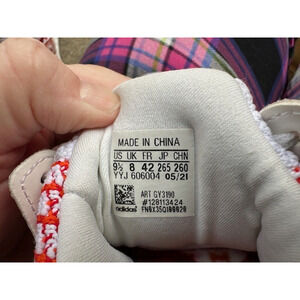 MADE IN CHINA
US UK FR JP CHN
9½ 8 42 265 260
YYJ 606004 05/21
ART GY3190
#128113424
adidas